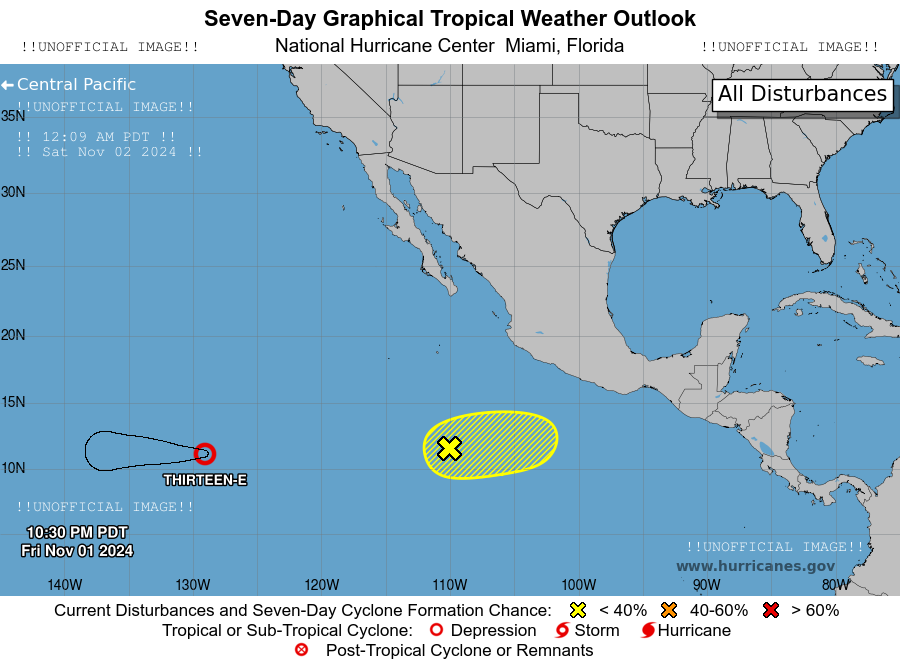 Seven-Day Graphical Tropical Weather Outlook
!!UNOFFICIAL IMAGE!! National Hurricane Center Miami, Florida !!UNOFFICIAL IMAGE!!
Central Pacific
All Disturbances
!!UNOFFICIAL IMAGE!!
35N
!! 12:09 AM PDT !!
!! Sat Nov 02 2024 !!
30N
25N
20N
15N
10N
THIRTEEN-E
!!UNOFFICIAL IMAGE!!
10:30 PM PDT
Fri Nov 01 2024
!!UNOFFICIAL IMAGE!!
www.hurricanes.gov
140W 130W 120W 110W 100W 90W 80W
Current Disturbances and Seven-Day Cyclone Formation Chance: < 40% 40-60% > 60%
Tropical or Sub-Tropical Cyclone: Depression Storm Hurricane
Post-Tropical Cyclone or Remnants